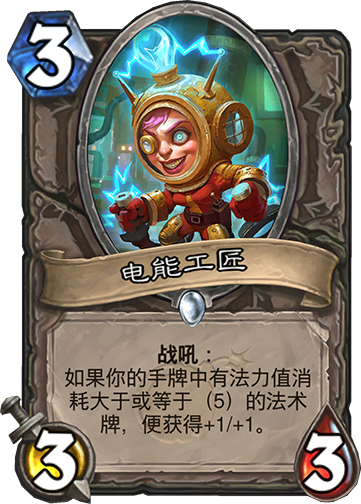 3
电能工匠
战吼：
如果你的手牌中有法力值消
耗大于或等于（5）的法术
牌，便获得+1/+1。
3
3